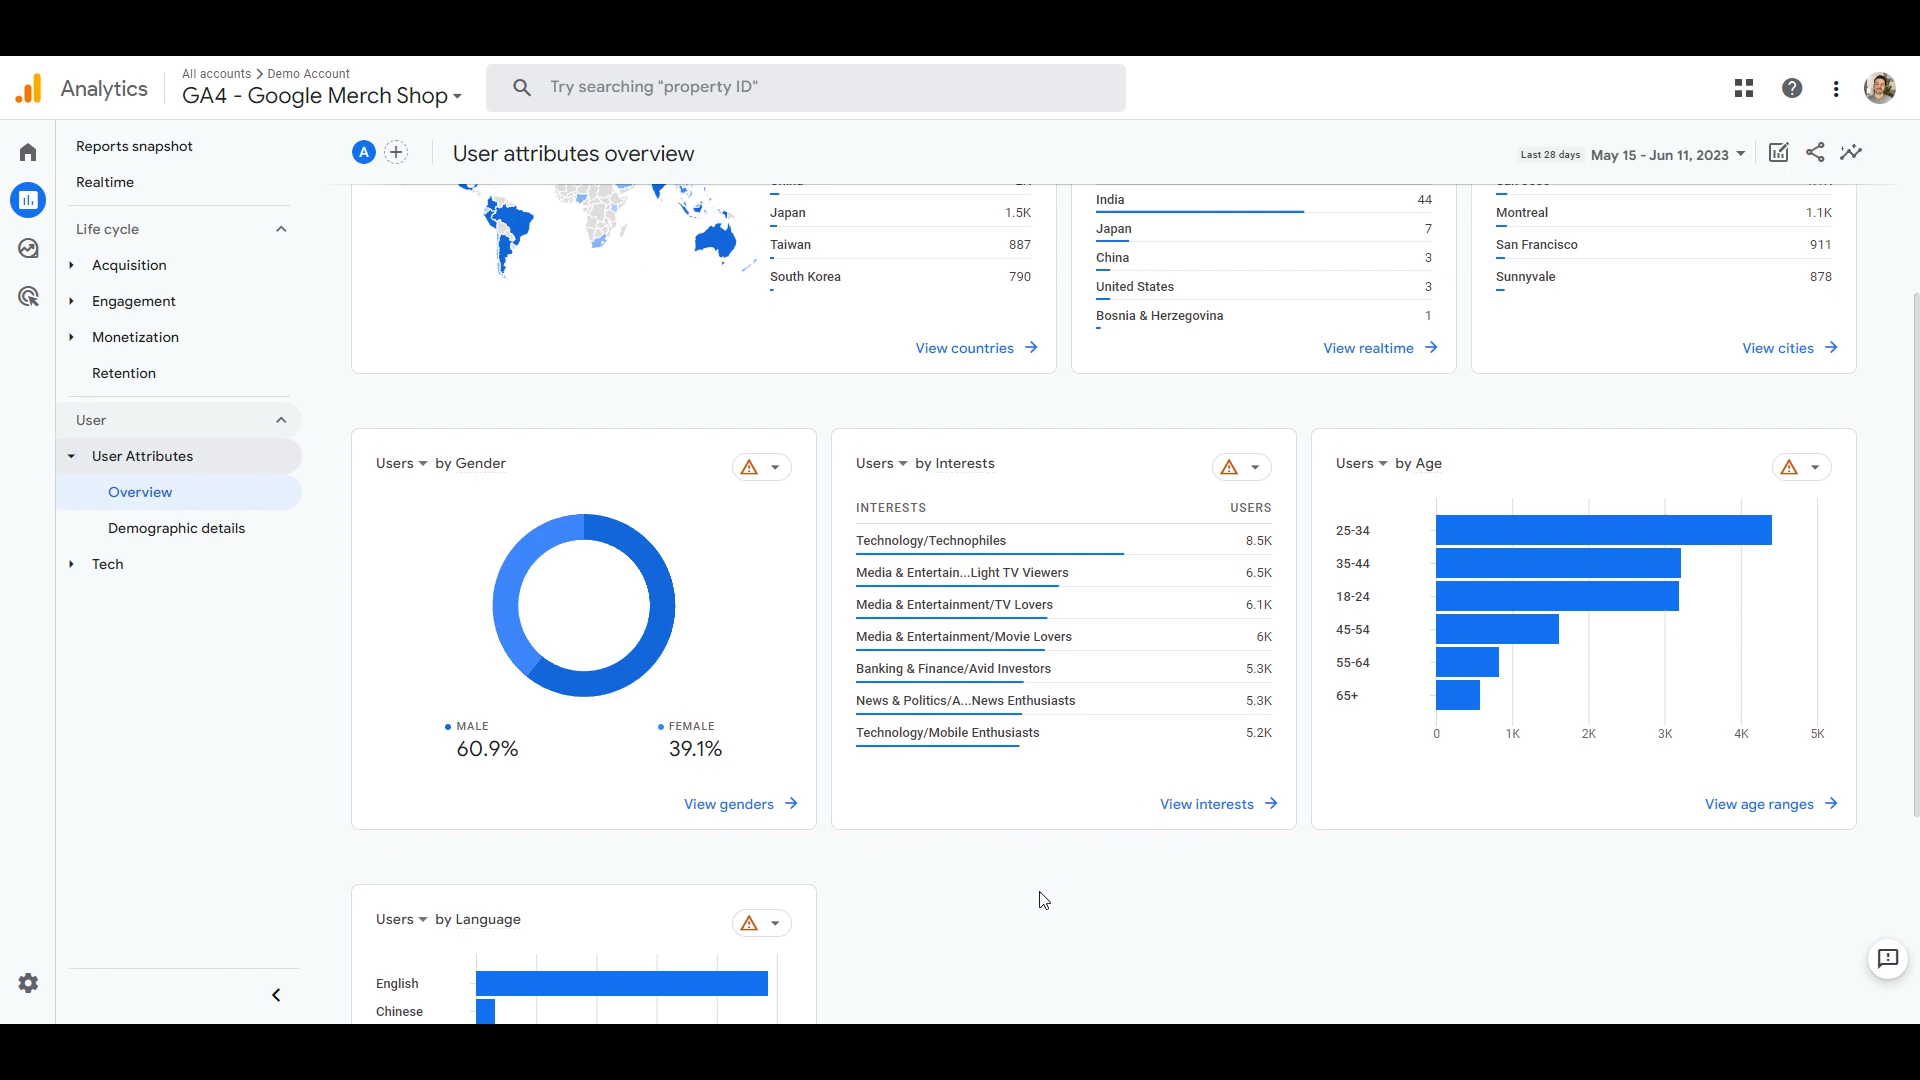 Analytics
All accounts > Demo Account
GA4 - Google Merch Shop
Try searching "property ID"
Reports snapshot
Realtime
Life cycle
Acquisition
Engagement
Monetization
Retention
User
User Attributes
Overview
Demographic details
Tech
A
User attributes overview
Last 28 days May 15 - Jun 11, 2023
Japan 1.5K
Taiwan 887
South Korea 790
View countries
India 44
Japan 7
China 3
United States 3
Bosnia & Herzegovina 1
View realtime
Montreal 1.1K
San Francisco 911
Sunnyvale 878
View cities
Users by Gender
MALE
60.9%
FEMALE
39.1%
View genders
Users by Interests
INTERESTS USERS
Technology/Technophiles 8.5K
Media & Entertain...Light TV Viewers 6.5K
Media & Entertainment/TV Lovers 6.1K
Media & Entertainment/Movie Lovers 6K
Banking & Finance/Avid Investors 5.3K
News & Politics/A...News Enthusiasts 5.3K
Technology/Mobile Enthusiasts 5.2K
View interests
Users by Age
25-34
35-44
18-24
45-54
55-64
65+
0 1K 2K 3K 4K 5K
View age ranges
Users by Language
English
Chinese